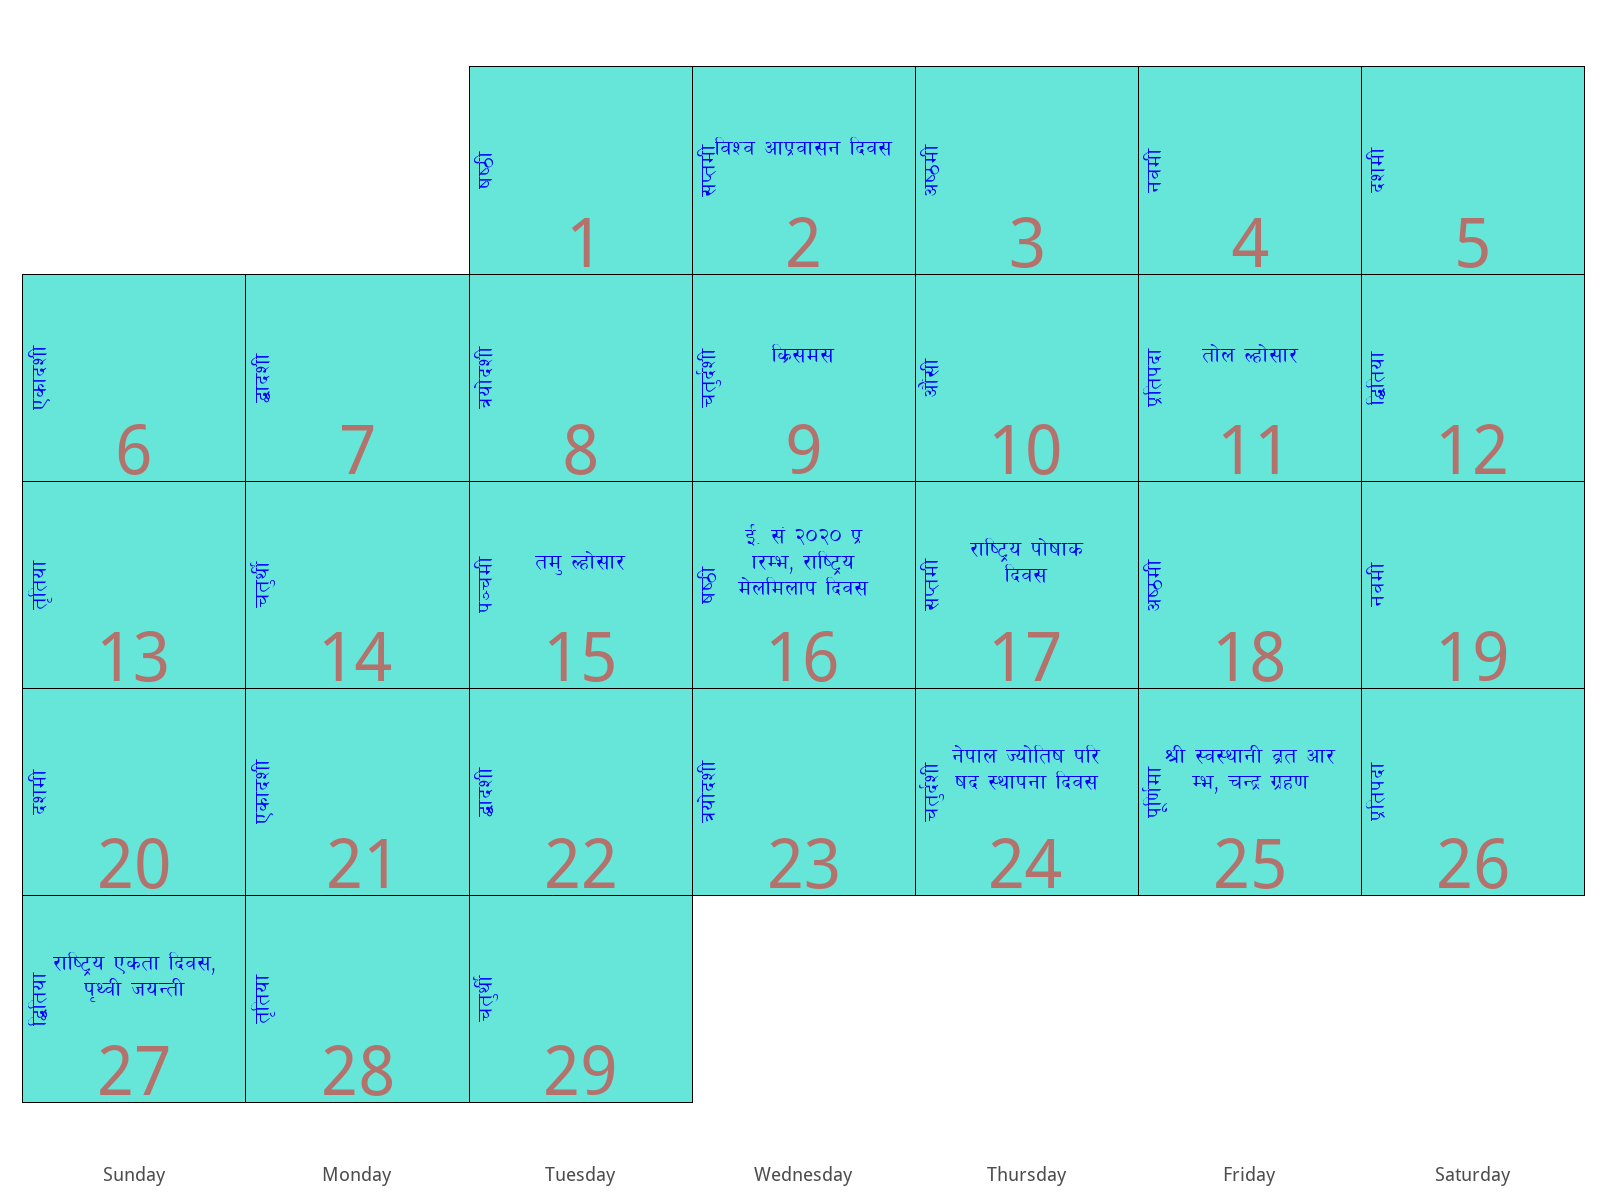 षष्ठी
1
सप्तमी
विश्व आप्रवासन दिवस
2
अष्ठमी
3
नवमी
4
दशमी
5
एकादशी
6
द्वादशी
7
त्रयोदशी
8
चतुर्दशी
क्रिसमस
9
औंसी
10
प्रतिपदा
तोल ल्होसार
11
द्धितिया
12
तृतिया
13
चतुर्थी
14
पञ्चमी
तमु ल्होसार
15
षष्ठी
ई. सं २०२० प्र
ारम्भ, राष्ट्रिय
मेलमिलाप दिवस
16
सप्तमी
राष्ट्रिय पोषाक
दिवस
17
अष्ठमी
18
नवमी
19
दशमी
20
एकादशी
21
द्वादशी
22
त्रयोदशी
23
चतुर्दशी
नेपाल ज्योतिष परि
षद स्थापना दिवस
24
पूर्णिमा
श्री स्वस्थानी व्रत आर
म्भ, चन्द्र ग्रहण
25
प्रतिपदा
26
द्धितिया
राष्ट्रिय एकता दिवस,
पृथ्वी जयन्ती
27
तृतिया
28
चतुर्थी
29
Sunday Monday Tuesday Wednesday Thursday Friday Saturday